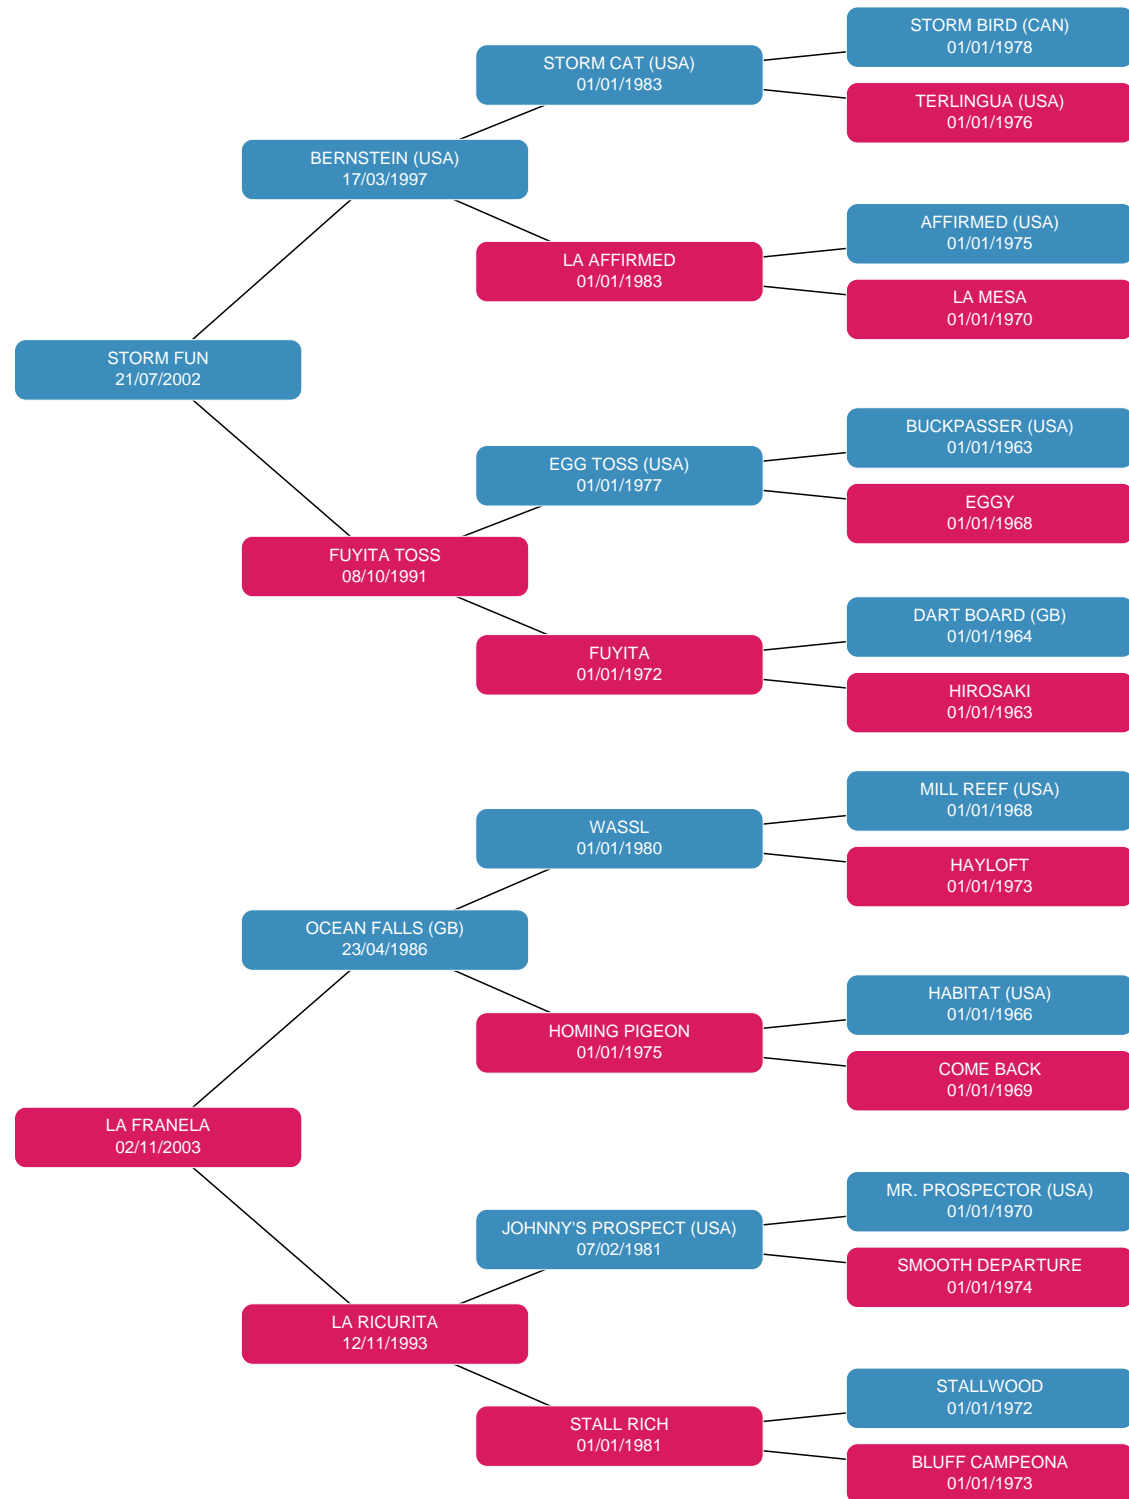 STORM BIRD (CAN)
01/01/1978
STORM CAT (USA)
01/01/1983
TERLINGUA (USA)
01/01/1976
BERNSTEIN (USA)
17/03/1997
AFFIRMED (USA)
01/01/1975
LA AFFIRMED
01/01/1983
LA MESA
01/01/1970
STORM FUN
21/07/2002
BUCKPASSER (USA)
01/01/1963
EGG TOSS (USA)
01/01/1977
EGGY
01/01/1968
FUYITA TOSS
08/10/1991
DART BOARD (GB)
01/01/1964
FUYITA
01/01/1972
HIROSAKI
01/01/1963
MILL REEF (USA)
01/01/1968
WASSL
01/01/1980
HAYLOFT
01/01/1973
OCEAN FALLS (GB)
23/04/1986
HABITAT (USA)
01/01/1966
HOMING PIGEON
01/01/1975
COME BACK
01/01/1969
LA FRANELA
02/11/2003
MR. PROSPECTOR (USA)
01/01/1970
JOHNNY'S PROSPECT (USA)
07/02/1981
SMOOTH DEPARTURE
01/01/1974
LA RICURITA
12/11/1993
STALLWOOD
01/01/1972
STALL RICH
01/01/1981
BLUFF CAMPEONA
01/01/1973